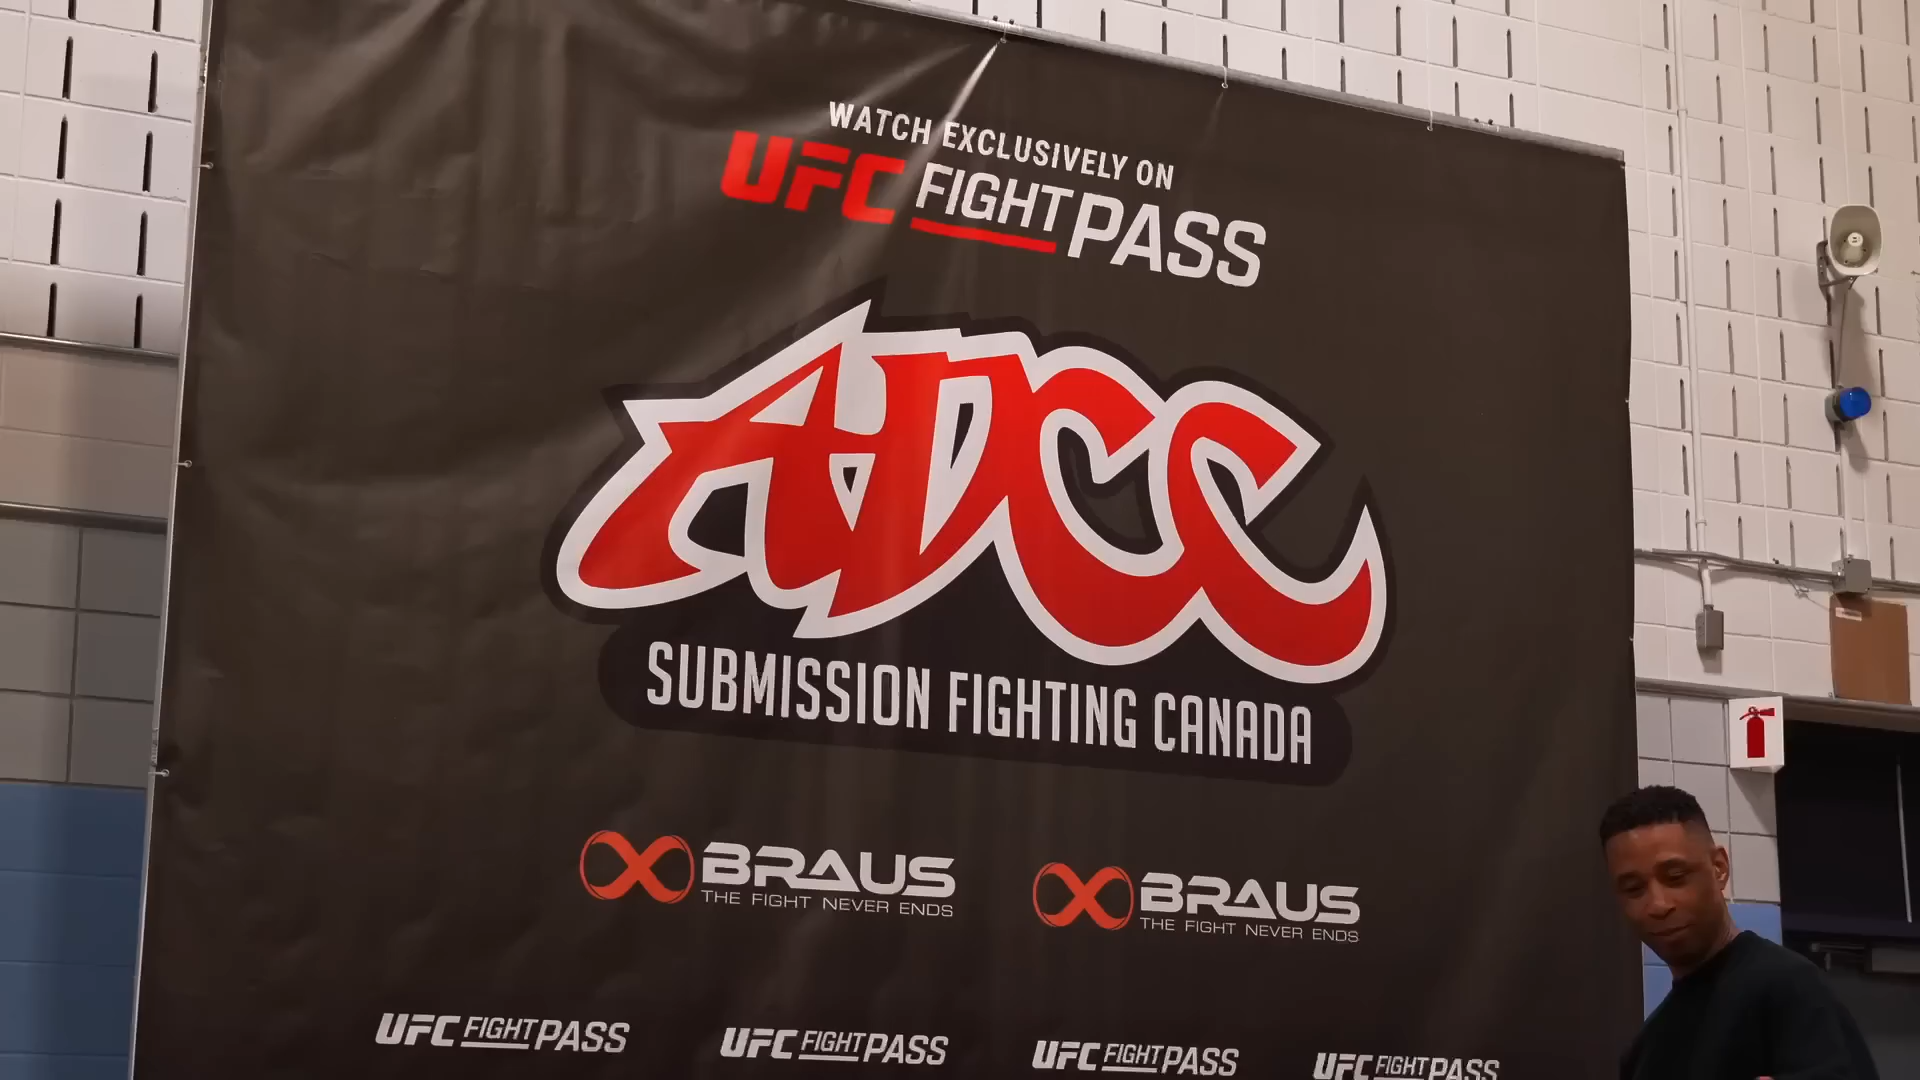 WATCH EXCLUSIVELY ON
UFC FIGHT PASS
ADCC
SUBMISSION FIGHTING CANADA
BRAUS BRAUS
THE FIGHT NEVER ENDS THE FIGHT NEVER ENDS
UFC FIGHT PASS UFC FIGHT PASS UFC FIGHT PASS UFC FIGHT PASS